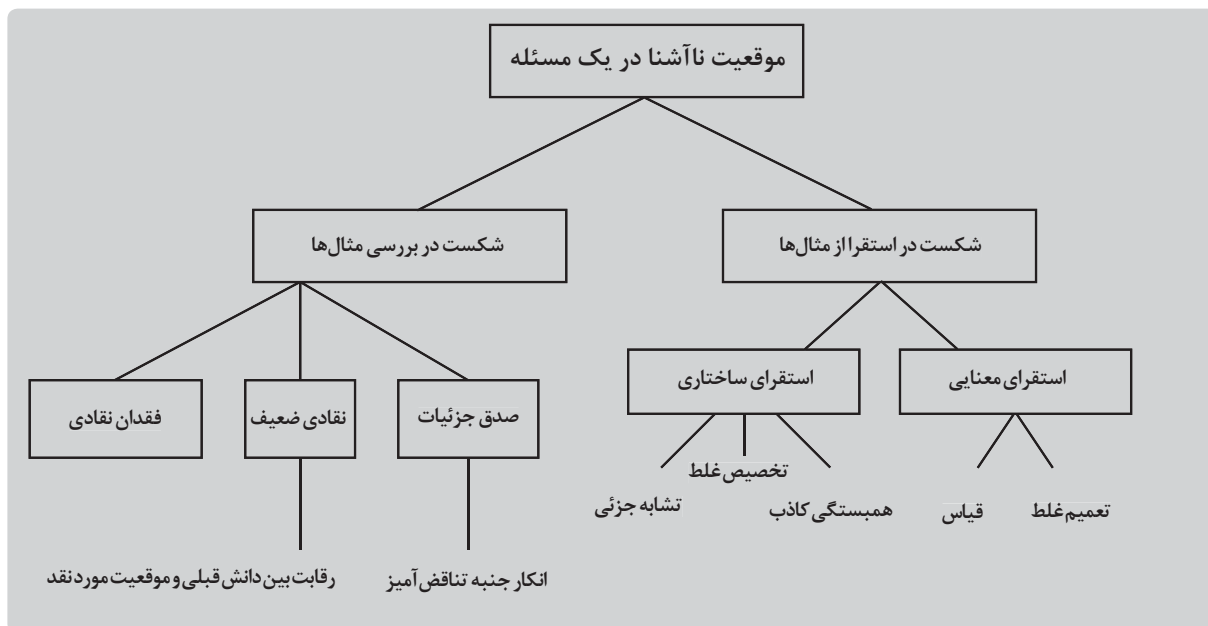 موقعیت ناآشنا در یک مسئله
شکست در استقرا از مثال‌ها
شکست در بررسی مثال‌ها
استقرای معنایی
استقرای ساختاری
صدق جزئیات
نقادی ضعیف
فقدان نقادی
تعمیم غلط
قیاس
همبستگی کاذب
تخصیص غلط
تشابه جزئی
انکار جنبه تناقض‌آمیز
رقابت بین دانش قبلی و موقعیت مورد نقد